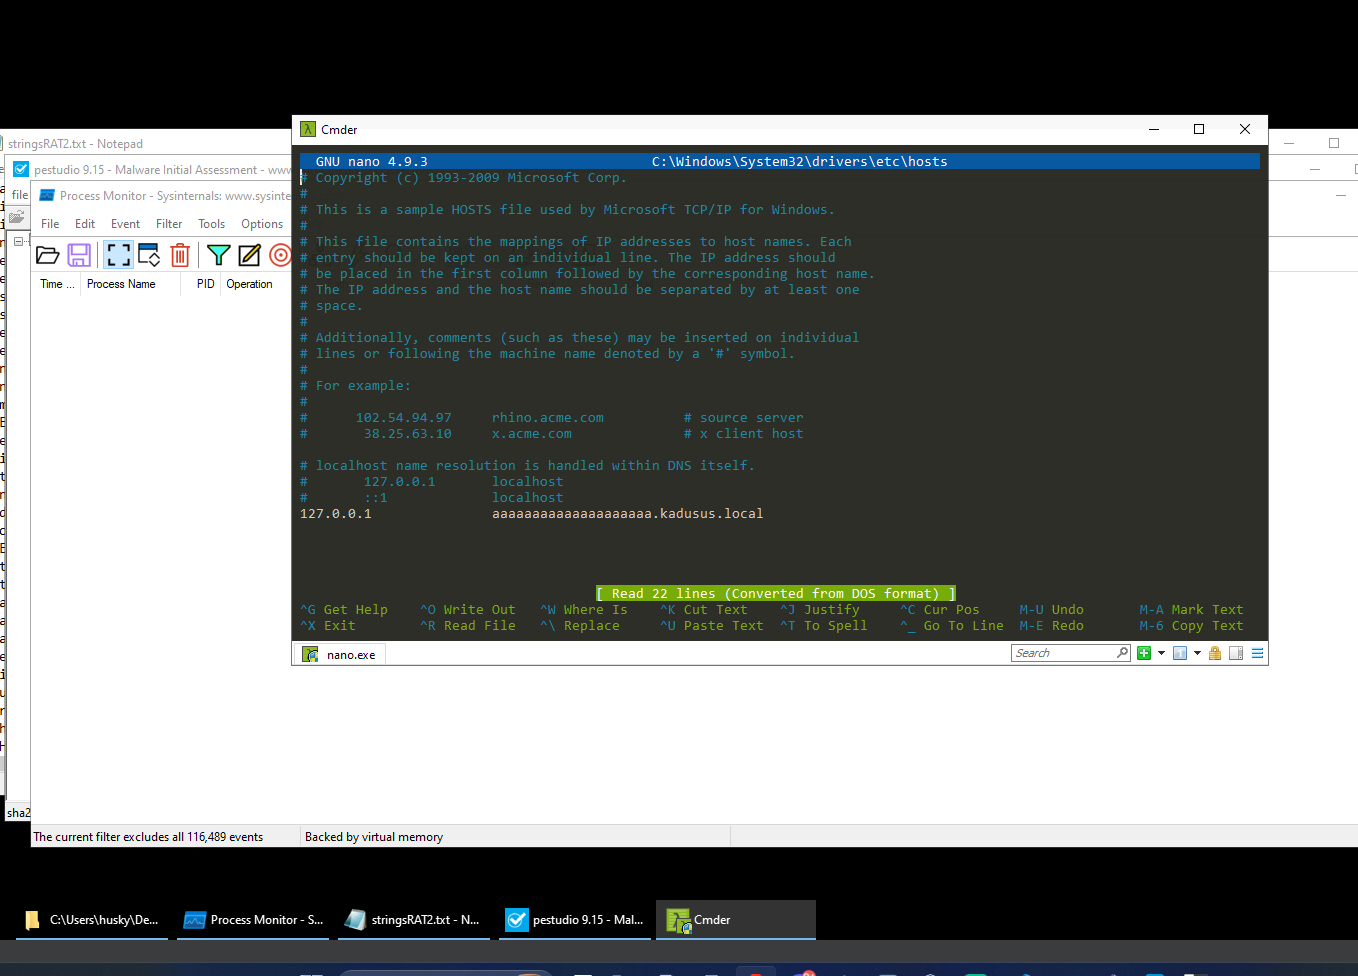 stringsRAT2.txt - Notepad
pestudio 9.15 - Malware Initial Assessment - www
file
Process Monitor - Sysinternals: www.sysinte
File Edit Event Filter Tools Options
Time ... Process Name PID Operation
Cmder
GNU nano 4.9.3 C:\Windows\System32\drivers\etc\hosts
# Copyright (c) 1993-2009 Microsoft Corp.
#
# This is a sample HOSTS file used by Microsoft TCP/IP for Windows.
#
# This file contains the mappings of IP addresses to host names. Each
# entry should be kept on an individual line. The IP address should
# be placed in the first column followed by the corresponding host name.
# The IP address and the host name should be separated by at least one
# space.
#
# Additionally, comments (such as these) may be inserted on individual
# lines or following the machine name denoted by a '#' symbol.
#
# For example:
#
# 102.54.94.97 rhino.acme.com # source server
# 38.25.63.10 x.acme.com # x client host
# localhost name resolution is handled within DNS itself.
# 127.0.0.1 localhost
# ::1 localhost
127.0.0.1 aaaaaaaaaaaaaaaaaaaa.kadusus.local
[ Read 22 lines (Converted from DOS format) ]
^G Get Help ^O Write Out ^W Where Is ^K Cut Text ^J Justify ^C Cur Pos M-U Undo M-A Mark Text
^X Exit ^R Read File ^\ Replace ^U Paste Text ^T To Spell ^_ Go To Line M-E Redo M-6 Copy Text
nano.exe Search
sha2
The current filter excludes all 116,489 events Backed by virtual memory
C:\Users\husky\De... Process Monitor - S... stringsRAT2.txt - N... pestudio 9.15 - Mal... Cmder